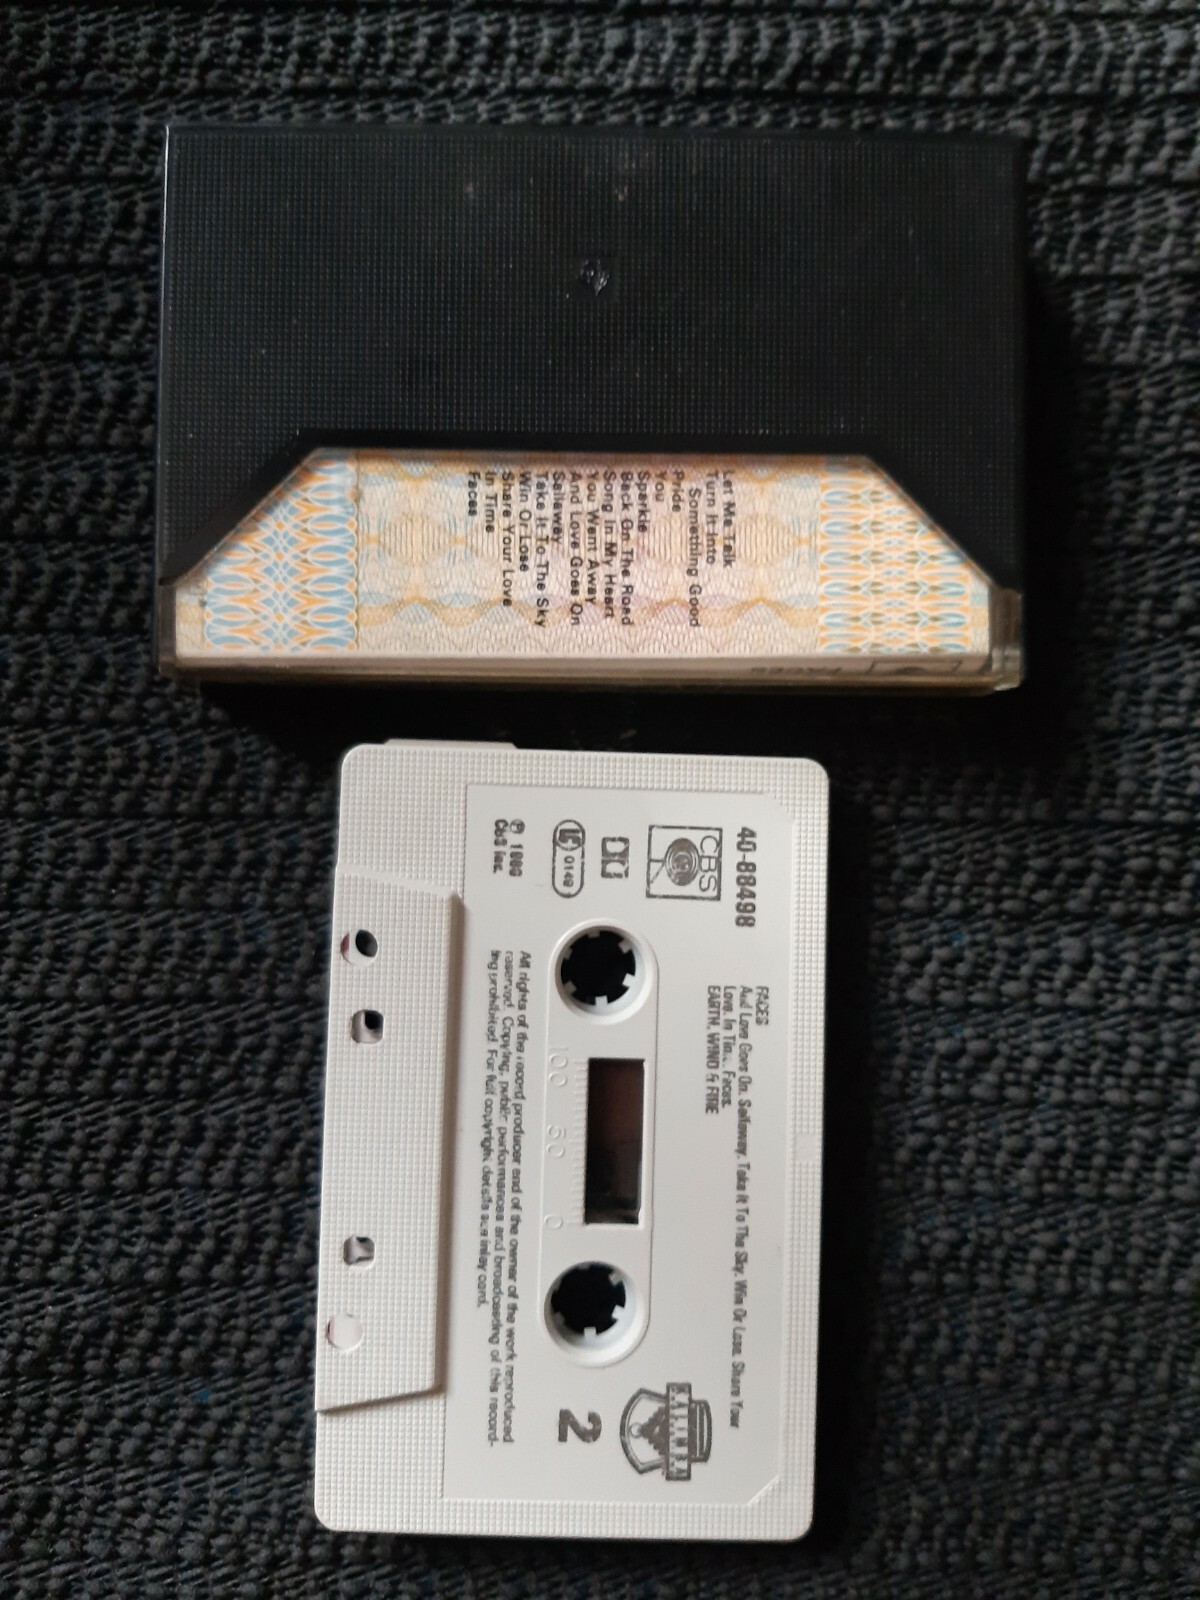 Let Me Talk
Turn It Into
Something Good
Pride
You
Sparkle
Back On The Road
Song In My Heart
You Went Away
And Love Goes On
Sailaway
Take It To The Sky
Win Or Lose
Share Your Love
In Time
Faces
FACES
40-88498
CBS
LC 0149
CBS Inc.
FACES
And Love Goes On. Sailaway. Take It To The Sky. Win Or Lose. Share Your
Love. In Faces.
EARTH, WIND & FIRE
100 50 0
KALIMBA
2
All rights of the record producer and of the owner of the work reproduced
reserved. Copying, public performances and broadcasting of this record-
ing prohibited. For full copyright details see inlay card.